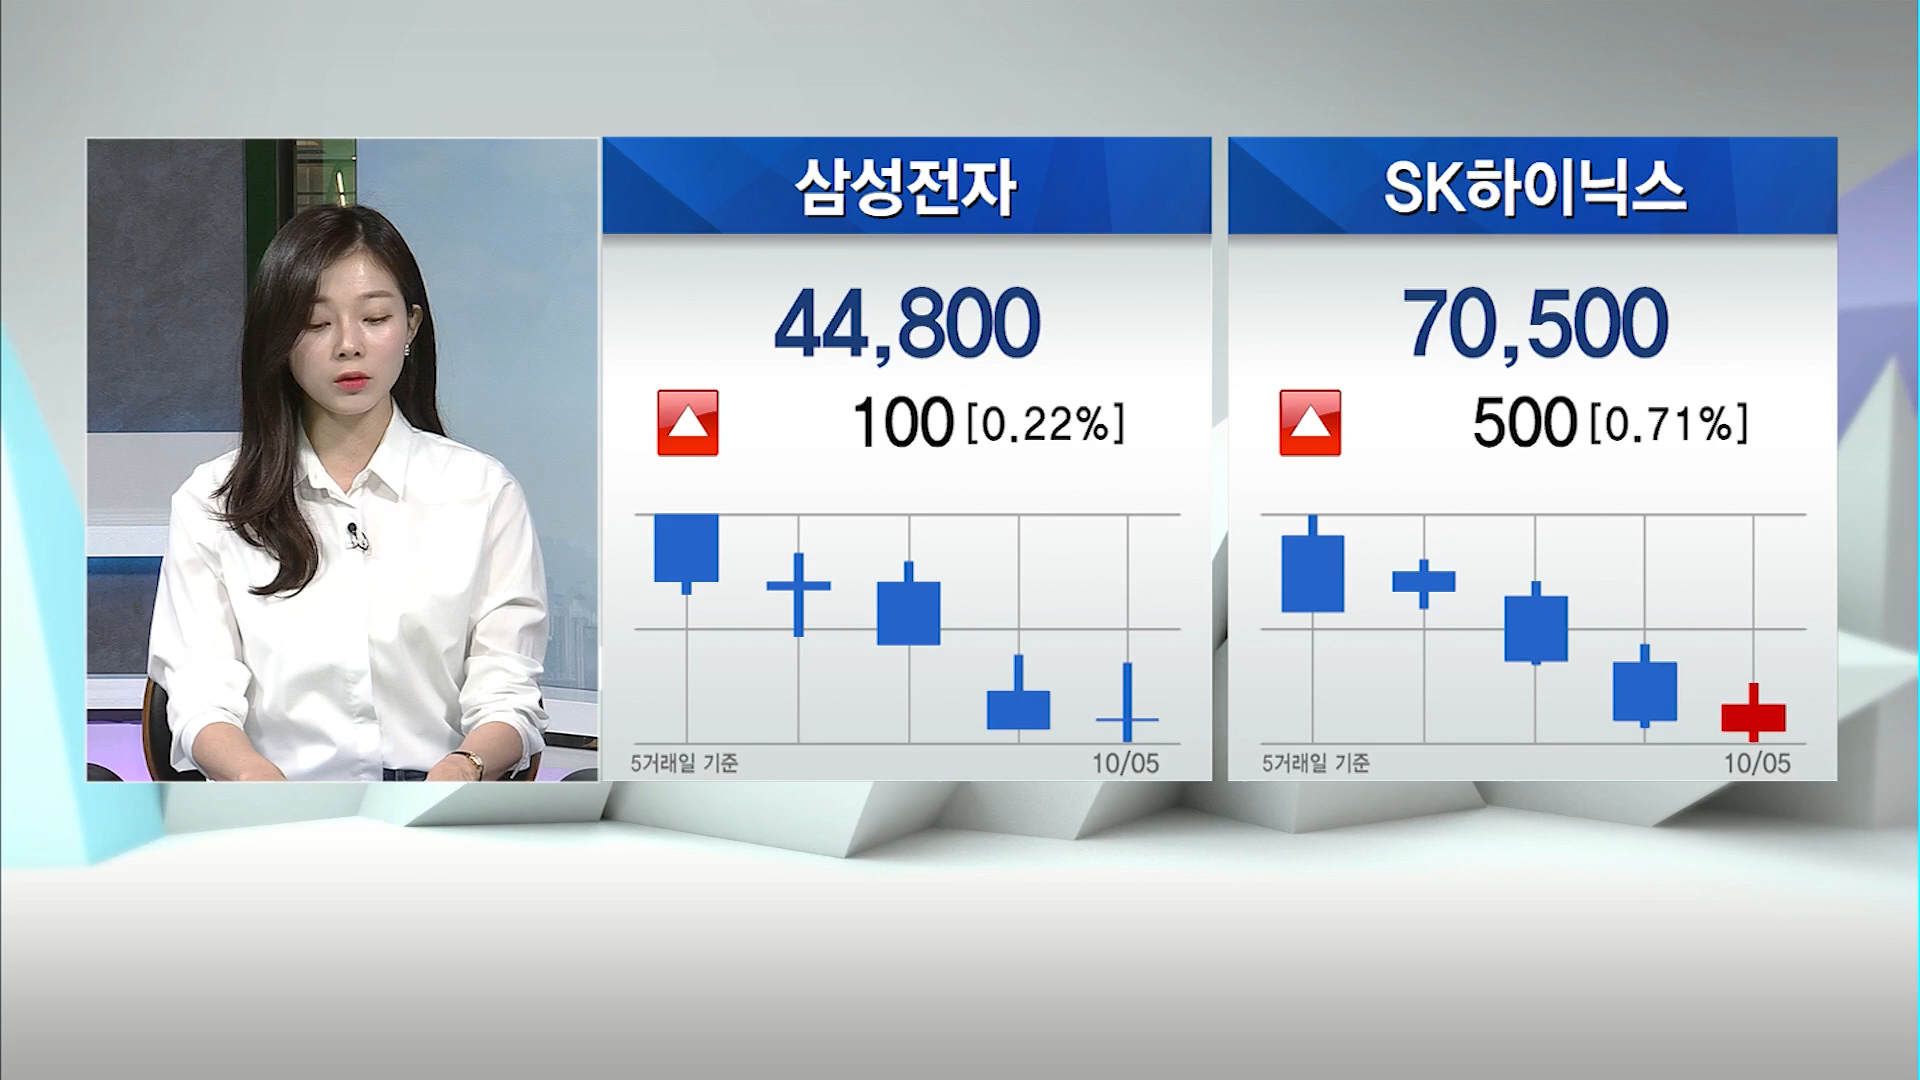 삼성전자
44,800
100 [0.22%]
5거래일 기준
10/05
SK하이닉스
70,500
500 [0.71%]
5거래일 기준
10/05